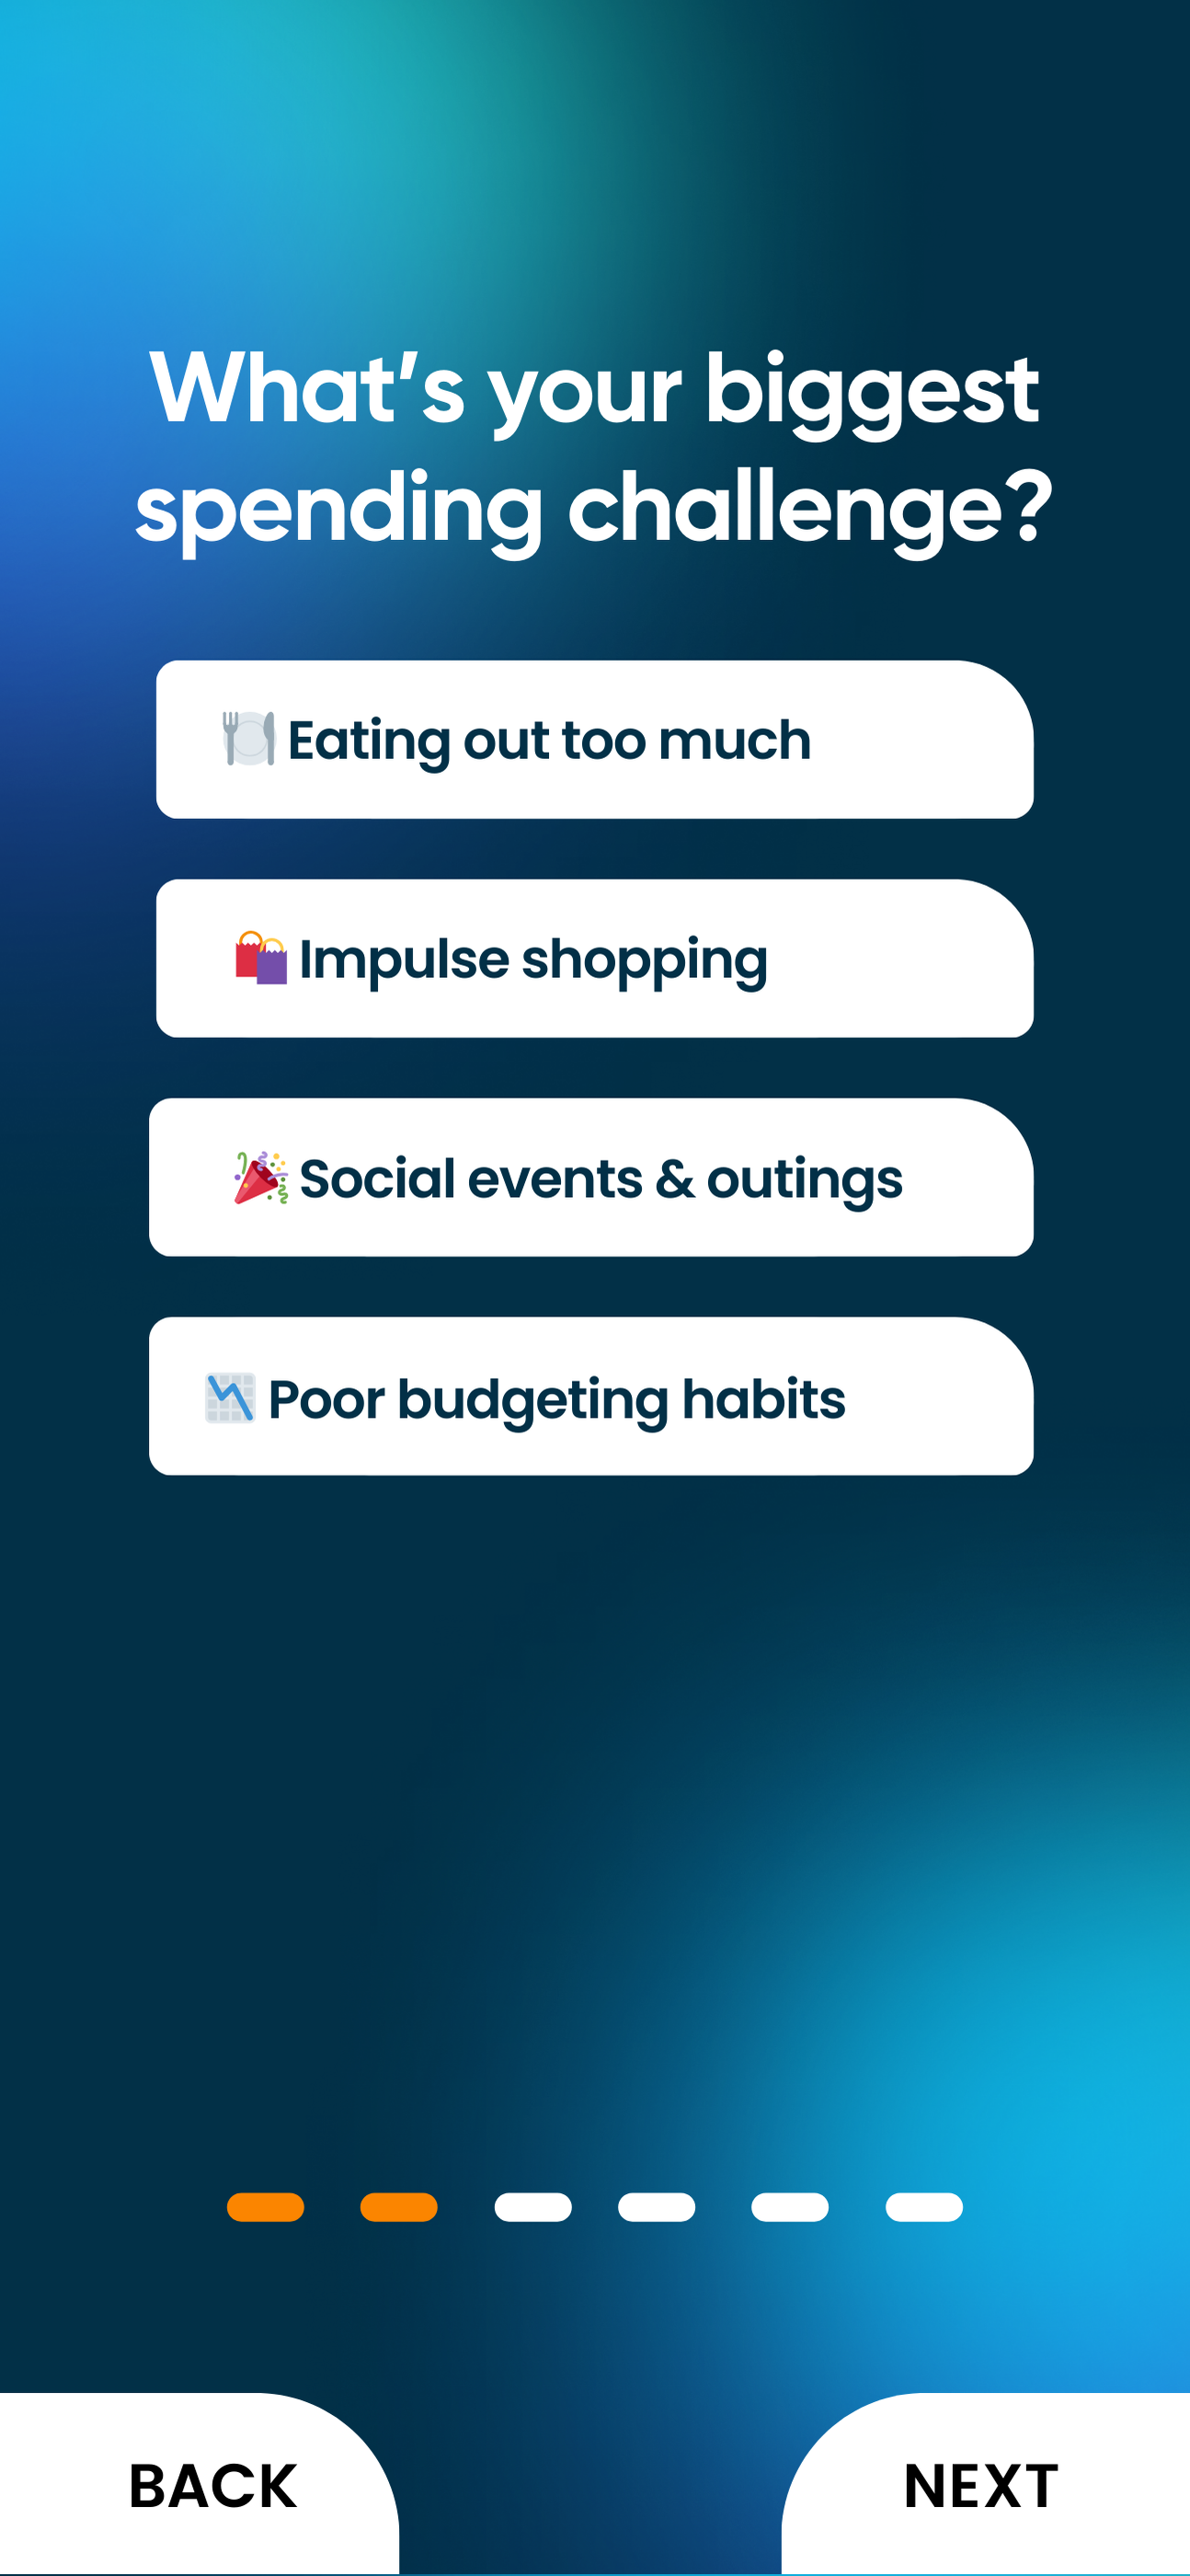 What’s your biggest
spending challenge?
🍽️ Eating out too much
🛍️ Impulse shopping
🎉 Social events & outings
📉 Poor budgeting habits
BACK
NEXT